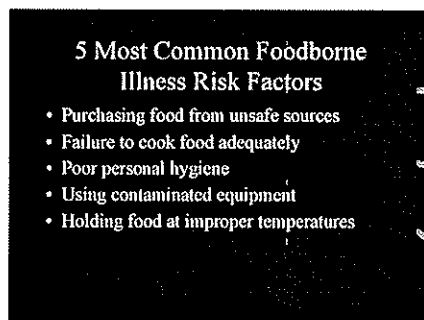 5 Most Common Foodborne
Illness Risk Factors
• Purchasing food from unsafe sources
• Failure to cook food adequately
• Poor personal hygiene
• Using contaminated equipment
• Holding food at improper temperatures